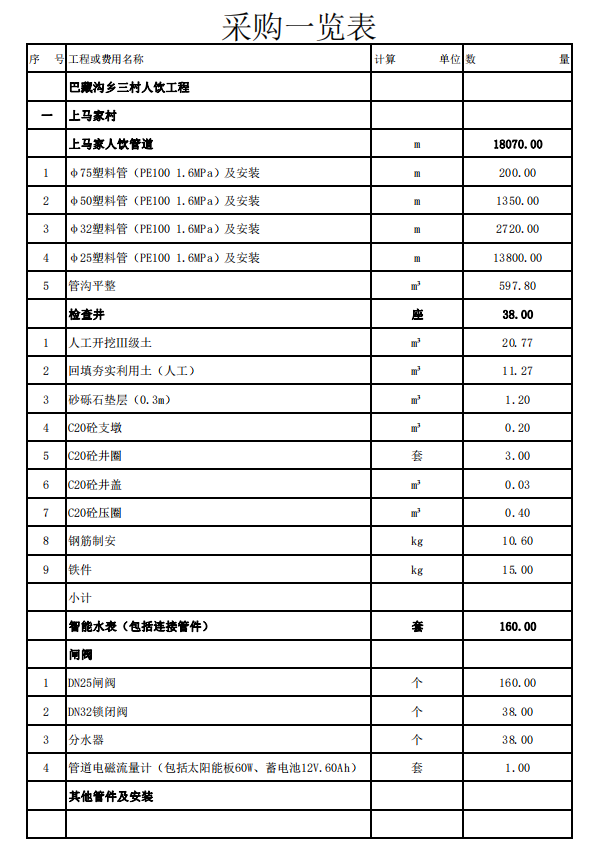 采购一览表
序 号 工程或费用名称 计算 单位 数 量
巴藏沟乡三村人饮工程
一 上马家村
上马家人饮管道 m 18070.00
1 φ75塑料管（PE100 1.6MPa）及安装 m 200.00
2 φ50塑料管（PE100 1.6MPa）及安装 m 1350.00
3 φ32塑料管（PE100 1.6MPa）及安装 m 2720.00
4 φ25塑料管（PE100 1.6MPa）及安装 m 13800.00
5 管沟平整 m³ 597.80
检查井 座 38.00
1 人工开挖Ⅲ级土 m³ 20.77
2 回填夯实利用土（人工） m³ 11.27
3 砂砾石垫层（0.3m） m³ 1.20
4 C20砼支墩 m³ 0.20
5 C20砼井圈 套 3.00
6 C20砼井盖 m³ 0.03
7 C20砼压圈 m³ 0.40
8 钢筋制安 kg 10.60
9 铁件 kg 15.00
小计
智能水表（包括连接管件） 套 160.00
闸阀
1 DN25闸阀 个 160.00
2 DN32锁闭阀 个 38.00
3 分水器 个 38.00
4 管道电磁流量计（包括太阳能板60W、蓄电池12V.60Ah） 套 1.00
其他管件及安装